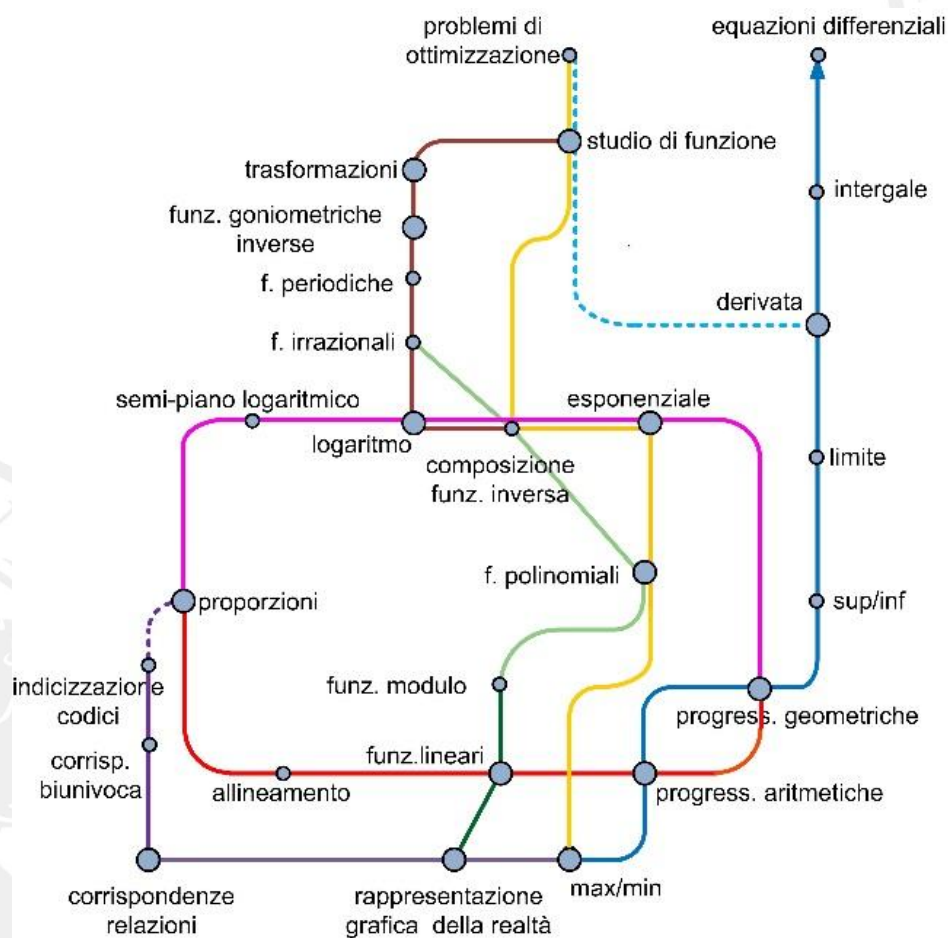 problemi di
ottimizzazione
equazioni differenziali
studio di funzione
trasformazioni
intergale
funz. goniometriche
inverse
f. periodiche
derivata
f. irrazionali
semi-piano logaritmico
esponenziale
logaritmo
composizione
funz. inversa
limite
f. polinomiali
proporzioni
sup/inf
indicizzazione
codici
funz. modulo
progress. geometriche
corrisp.
biunivoca
funz.lineari
allineamento
progress. aritmetiche
corrispondenze
relazioni
rappresentazione
grafica della realtà
max/min